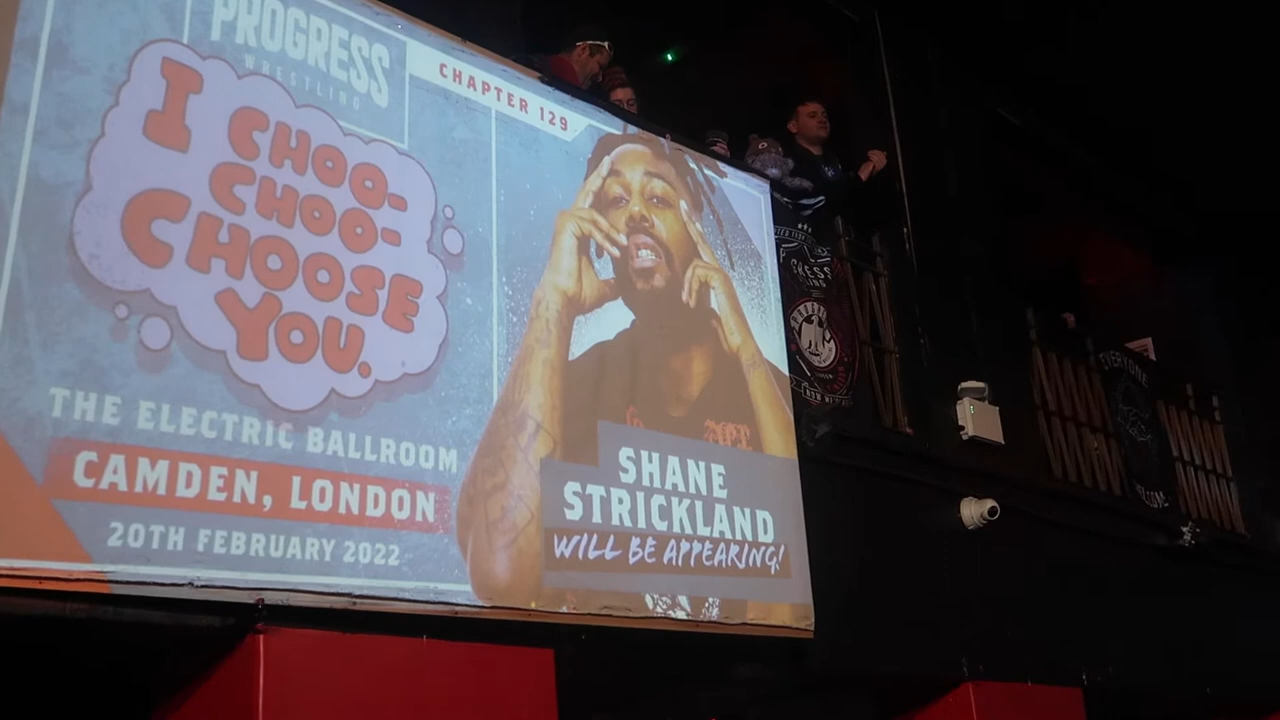 PROGRESS
WRESTLING
CHAPTER 129
I CHOO-
CHOO-
CHOOSE
YOU.
THE ELECTRIC BALLROOM
CAMDEN, LONDON
20TH FEBRUARY 2022
SHANE
STRICKLAND
WILL BE APPEARING!
EVERYONE